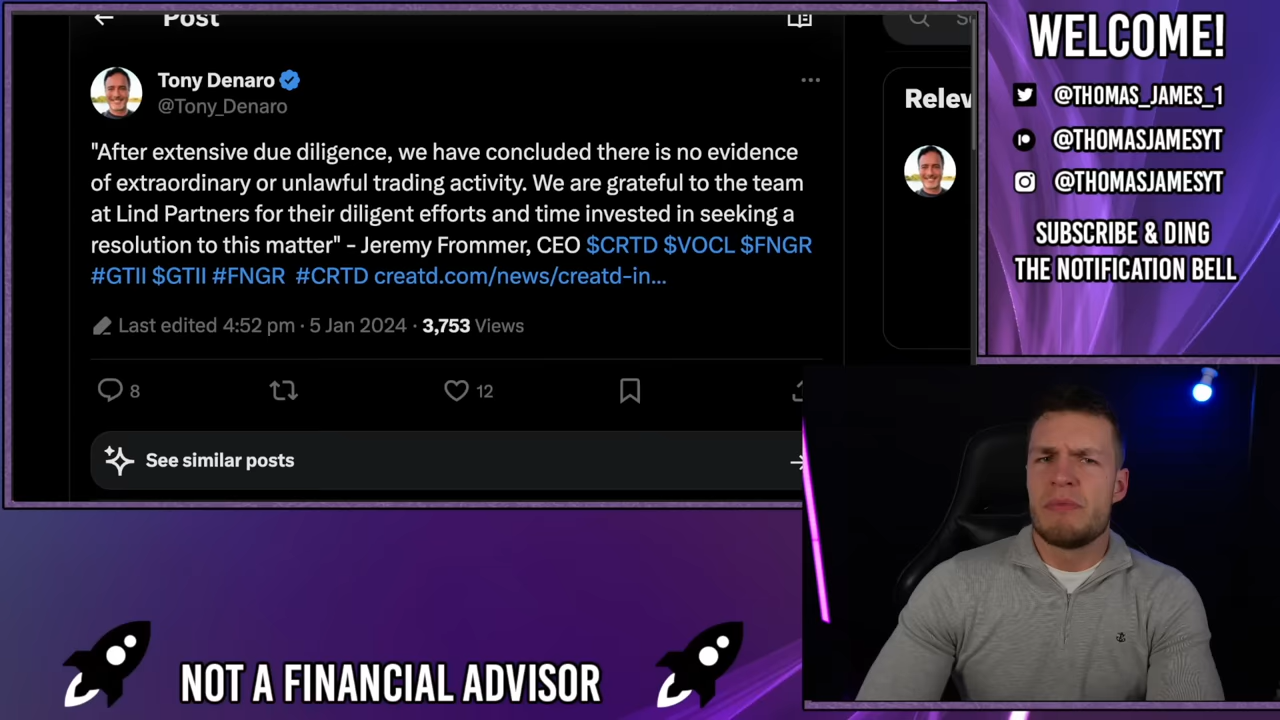 Post
Tony Denaro
@Tony_Denaro
"After extensive due diligence, we have concluded there is no evidence
of extraordinary or unlawful trading activity. We are grateful to the team
at Lind Partners for their diligent efforts and time invested in seeking a
resolution to this matter" – Jeremy Frommer, CEO $CRTD $VOCL $FNGR
#GTII $GTII #FNGR #CRTD creatd.com/news/creatd-in...
Last edited 4:52 pm · 5 Jan 2024 · 3,753 Views
8
12
See similar posts
WELCOME!
@THOMAS_JAMES_1
@THOMASJAMESYT
@THOMASJAMESYT
SUBSCRIBE & DING
THE NOTIFICATION BELL
NOT A FINANCIAL ADVISOR